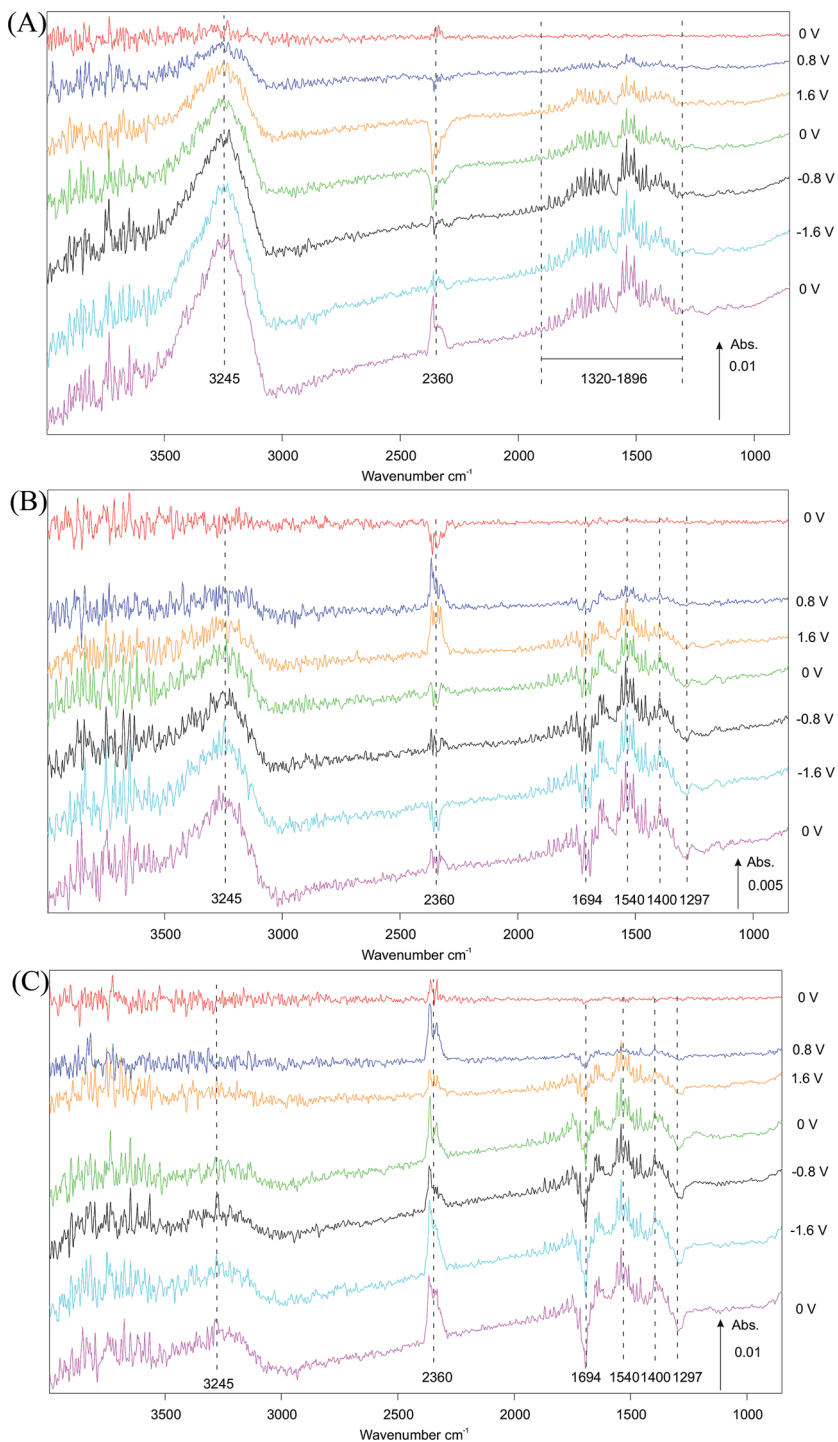 (A)
0 V
0.8 V
1.6 V
0 V
-0.8 V
-1.6 V
0 V
Abs.
0.01
3245
2360
1320-1896
3500 3000 2500 2000 1500 1000
Wavenumber cm-1
(B)
0 V
0.8 V
1.6 V
0 V
-0.8 V
-1.6 V
0 V
Abs.
0.005
3245 2360 1694 1540 1400 1297
3500 3000 2500 2000 1500 1000
Wavenumber cm-1
(C)
0 V
0.8 V
1.6 V
0 V
-0.8 V
-1.6 V
0 V
Abs.
0.01
3245 2360 1694 1540 1400 1297
3500 3000 2500 2000 1500 1000
Wavenumber cm-1